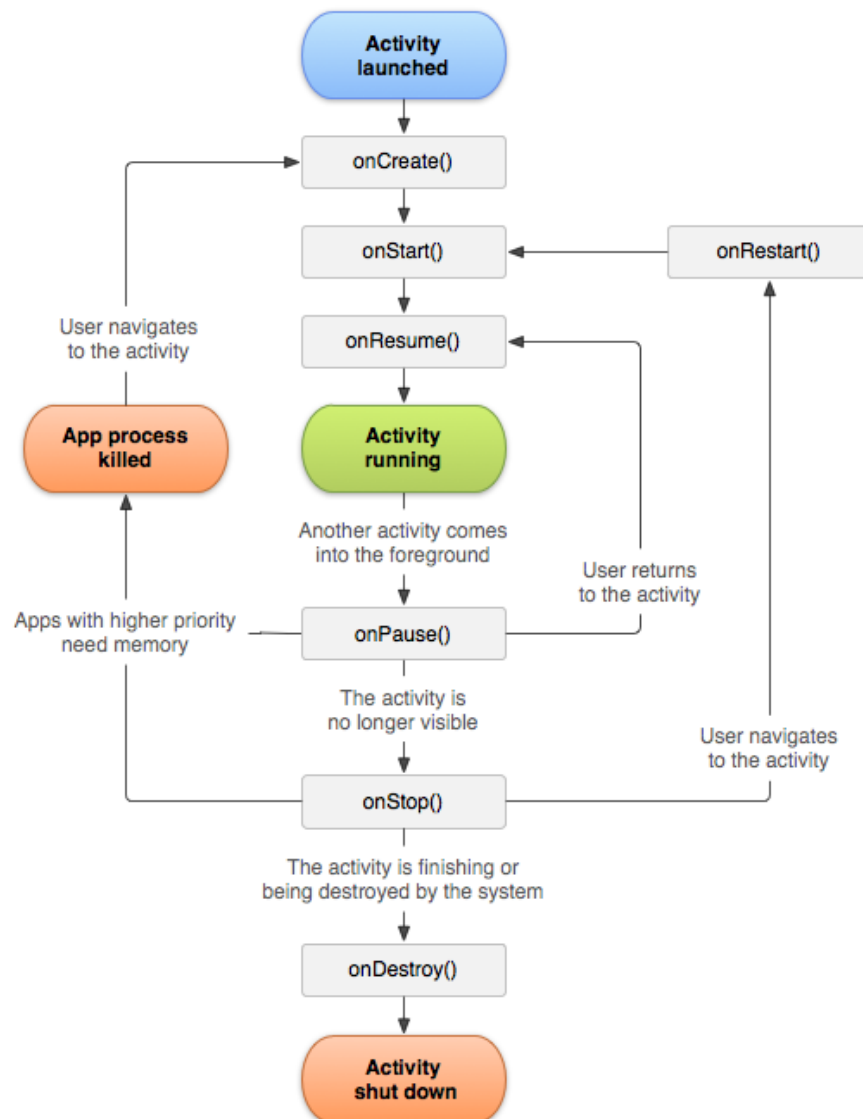 Activity
launched
onCreate()
onStart()
onRestart()
onResume()
User navigates
to the activity
App process
killed
Activity
running
Another activity comes
into the foreground
User returns
to the activity
Apps with higher priority
need memory
onPause()
The activity is
no longer visible
User navigates
to the activity
onStop()
The activity is finishing or
being destroyed by the system
onDestroy()
Activity
shut down